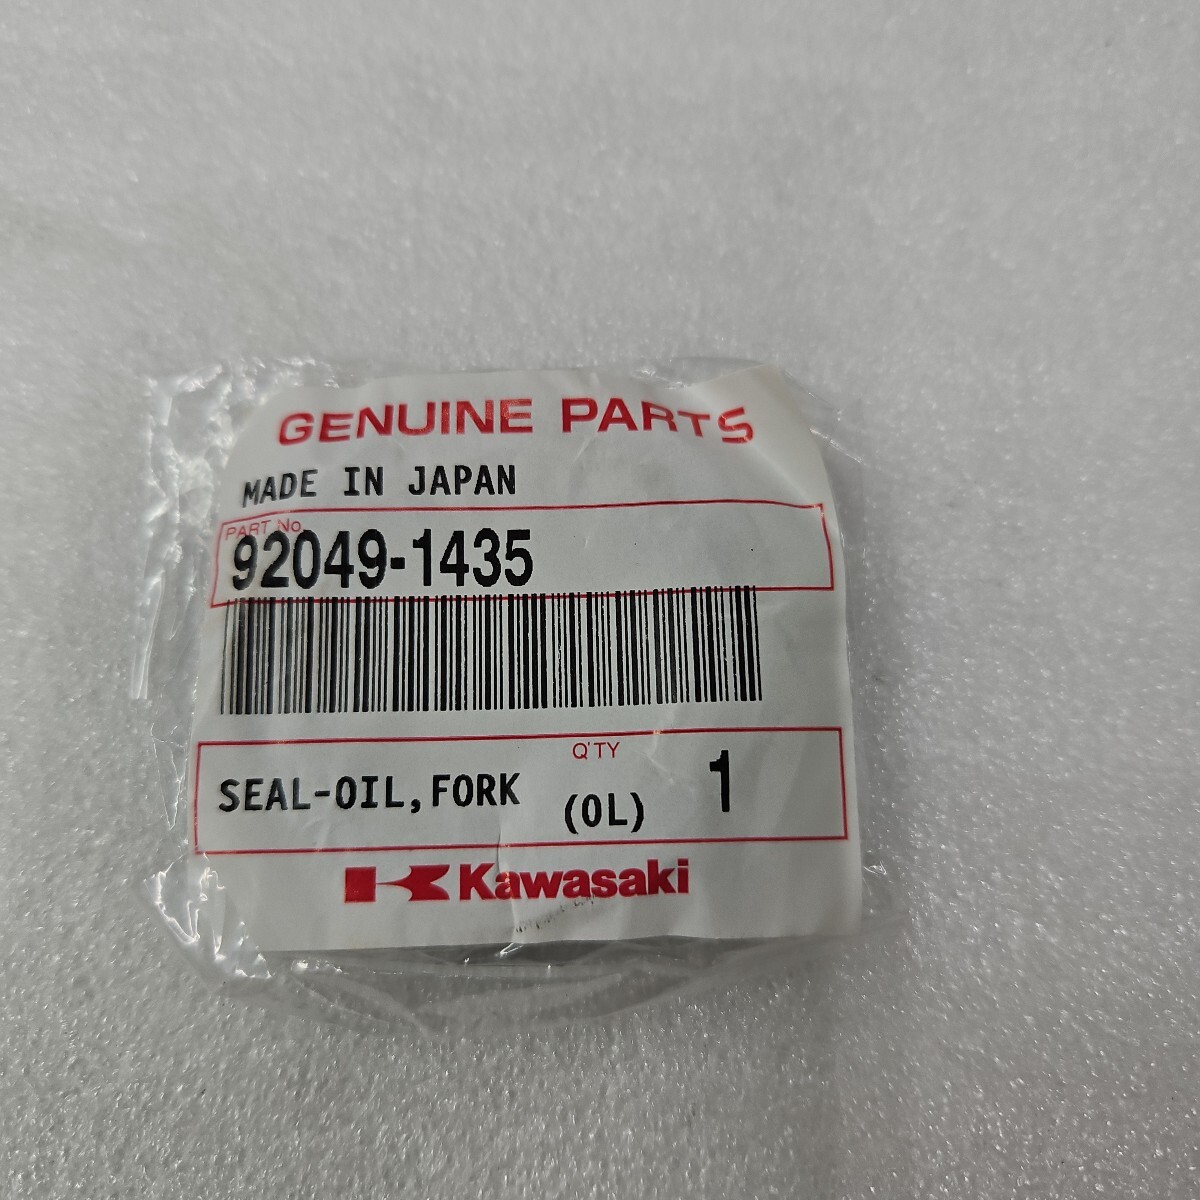 GENUINE PARTS
MADE IN JAPAN
PART No.
92049-1435
Q'TY
SEAL-OIL,FORK (OL) 1
Kawasaki